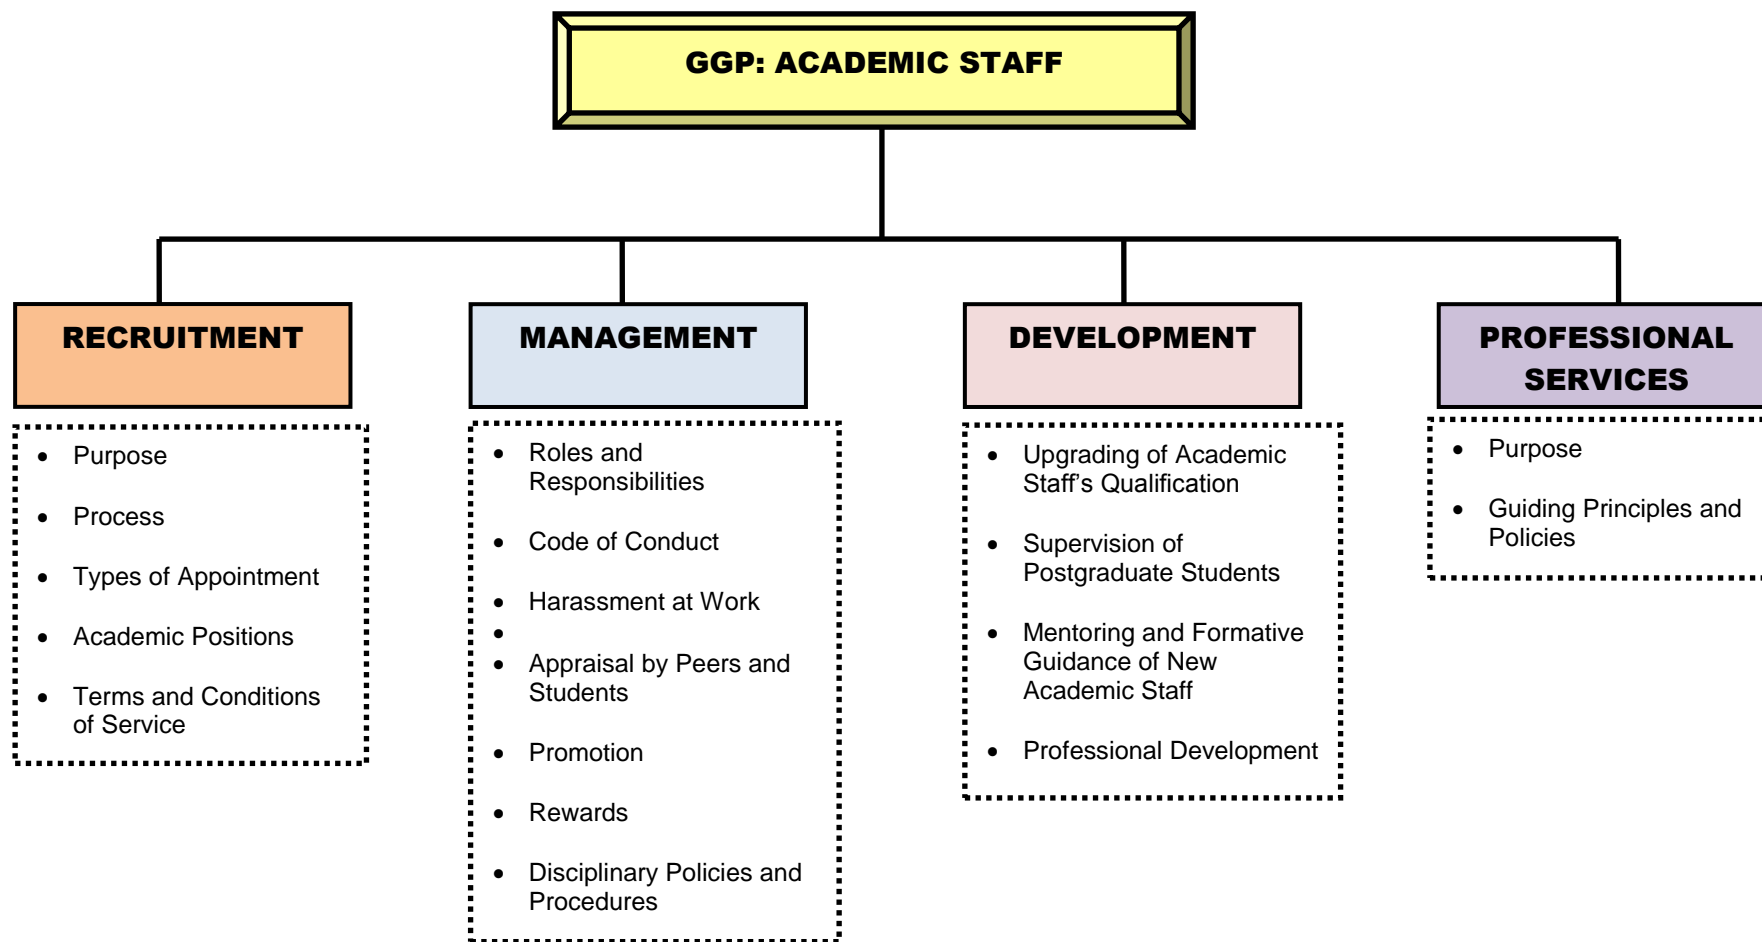 GGP: ACADEMIC STAFF
RECRUITMENT
• Purpose
• Process
• Types of Appointment
• Academic Positions
• Terms and Conditions
of Service
MANAGEMENT
• Roles and
Responsibilities
• Code of Conduct
• Harassment at Work
•
• Appraisal by Peers and
Students
• Promotion
• Rewards
• Disciplinary Policies and
Procedures
DEVELOPMENT
• Upgrading of Academic
Staff’s Qualification
• Supervision of
Postgraduate Students
• Mentoring and Formative
Guidance of New
Academic Staff
• Professional Development
PROFESSIONAL
SERVICES
• Purpose
• Guiding Principles and
Policies